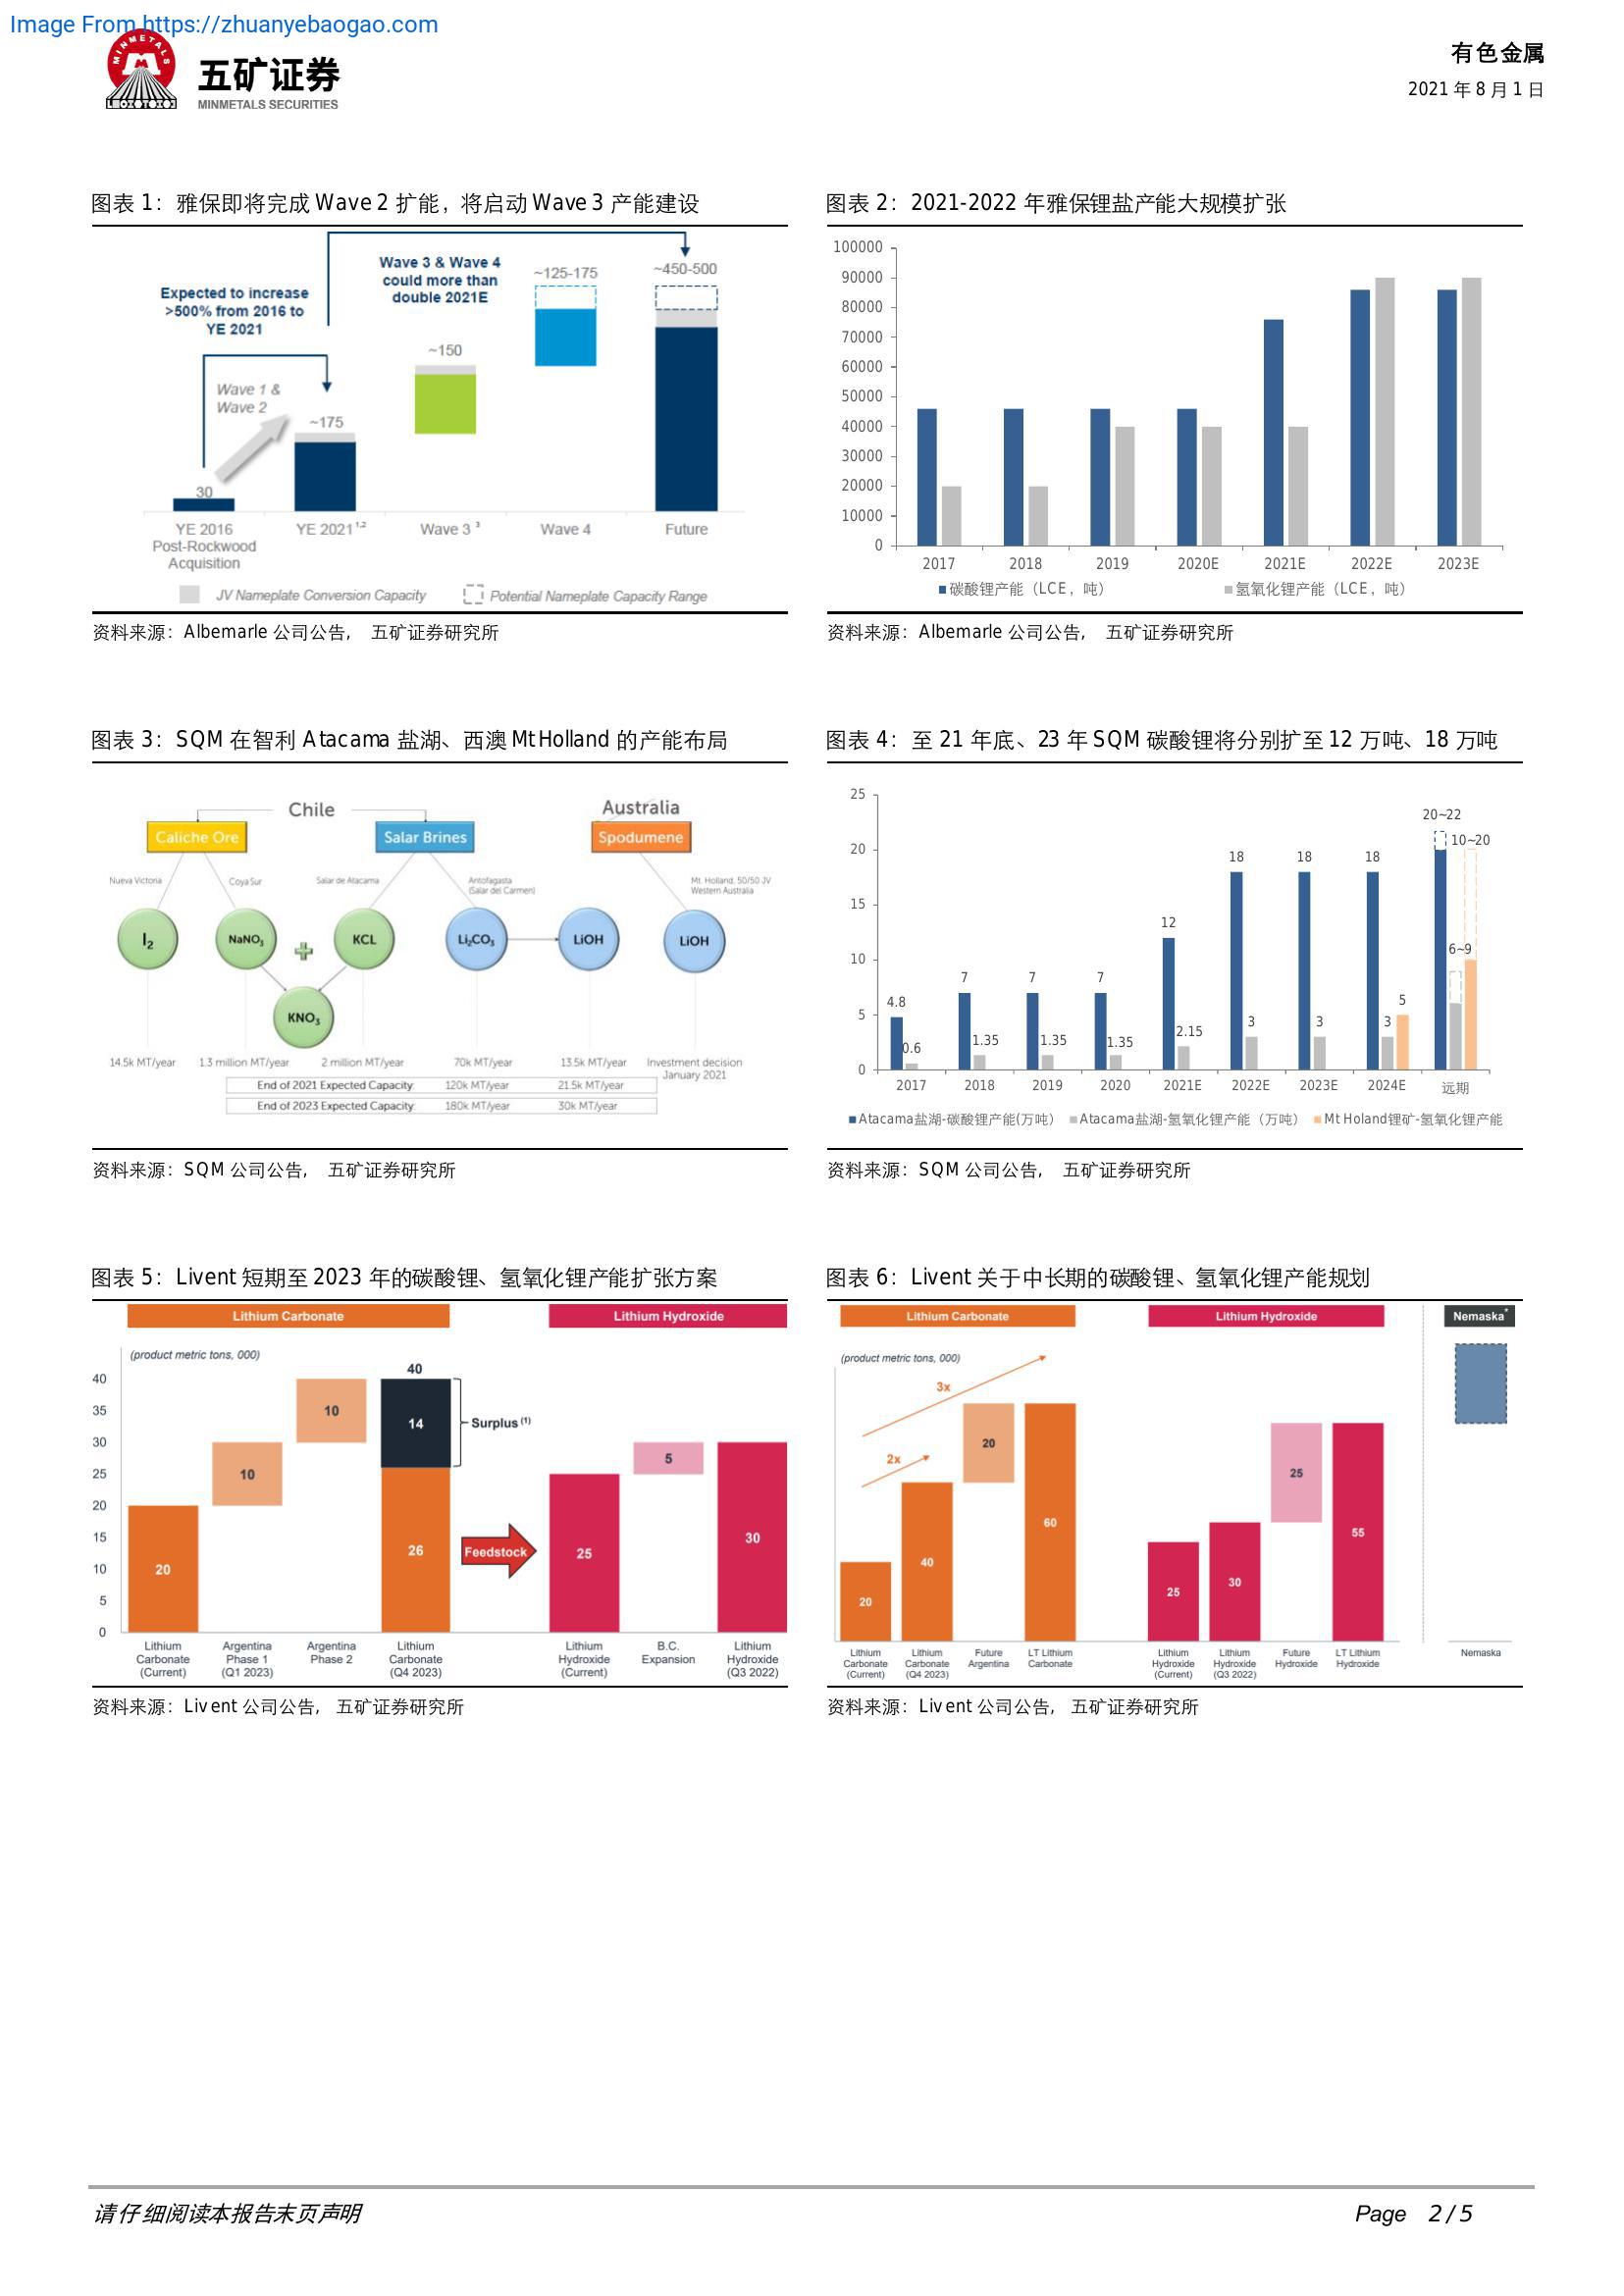 Image From https://zhuanyebaogao.com
MINMETALS
五矿证券
MINMETALS SECURITIES
有色金属
2021 年 8 月 1 日
图表 1：雅保即将完成 Wave 2 扩能，将启动 Wave 3 产能建设
Expected to increase
>500% from 2016 to
YE 2021
Wave 3 & Wave 4
could more than
double 2021E
~125-175
~450-500
~150
Wave 1 &
Wave 2
~175
30
YE 2016
Post-Rockwood
Acquisition
YE 2021 1,2
Wave 3 3
Wave 4
Future
JV Nameplate Conversion Capacity
Potential Nameplate Capacity Range
资料来源：Albemarle 公司公告， 五矿证券研究所
图表 2：2021-2022 年雅保锂盐产能大规模扩张
100000
90000
80000
70000
60000
50000
40000
30000
20000
10000
0
2017 2018 2019 2020E 2021E 2022E 2023E
碳酸锂产能（LCE，吨） 氢氧化锂产能（LCE，吨）
资料来源：Albemarle 公司公告， 五矿证券研究所
图表 3：SQM 在智利 Atacama 盐湖、西澳 Mt Holland 的产能布局
Chile Australia
Caliche Ore Salar Brines Spodumene
Nueva Victoria Coya Sur Salar de Atacama
Antofagasta
(Salar del Carmen)
Mt. Holland, 50/50 JV
Western Australia
I2 NaNO3 + KCL Li2CO3 LiOH LiOH
KNO3
14.5k MT/year 1.3 million MT/year 2 million MT/year 70k MT/year 13.5k MT/year
Investment decision
January 2021
End of 2021 Expected Capacity: 120k MT/year 21.5k MT/year
End of 2023 Expected Capacity: 180k MT/year 30k MT/year
资料来源：SQM 公司公告， 五矿证券研究所
图表 4：至 21 年底、23 年 SQM 碳酸锂将分别扩至 12 万吨、18 万吨
25
20
15
10
5
0
4.8 0.6
7 1.35
7 1.35
7 1.35
12 2.15
18 3
18 3
18 3 5
20~22 6~9 10~20
2017 2018 2019 2020 2021E 2022E 2023E 2024E 远期
Atacama盐湖-碳酸锂产能(万吨） Atacama盐湖-氢氧化锂产能（万吨） Mt Holand锂矿-氢氧化锂产能
资料来源：SQM 公司公告， 五矿证券研究所
图表 5：Livent 短期至 2023 年的碳酸锂、氢氧化锂产能扩张方案
Lithium Carbonate Lithium Hydroxide
(product metric tons, 000)
40
35
30
25
20
15
10
5
0
20
10
10
40
14
26
Surplus (1)
Feedstock
25
5
30
Lithium
Carbonate
(Current)
Argentina
Phase 1
(Q1 2023)
Argentina
Phase 2
Lithium
Carbonate
(Q4 2023)
Lithium
Hydroxide
(Current)
B.C.
Expansion
Lithium
Hydroxide
(Q3 2022)
资料来源：Livent 公司公告， 五矿证券研究所
图表 6：Livent 关于中长期的碳酸锂、氢氧化锂产能规划
Lithium Carbonate Lithium Hydroxide Nemaska*
(product metric tons, 000)
3x
2x
20
40
20
60
25
30
25
55
Lithium
Carbonate
(Current)
Lithium
Carbonate
(Q4 2023)
Future
Argentina
LT Lithium
Carbonate
Lithium
Hydroxide
(Current)
Lithium
Hydroxide
(Q3 2022)
Future
Hydroxide
LT Lithium
Hydroxide
Nemaska
资料来源：Livent 公司公告， 五矿证券研究所
请仔细阅读本报告末页声明
Page 2 / 5